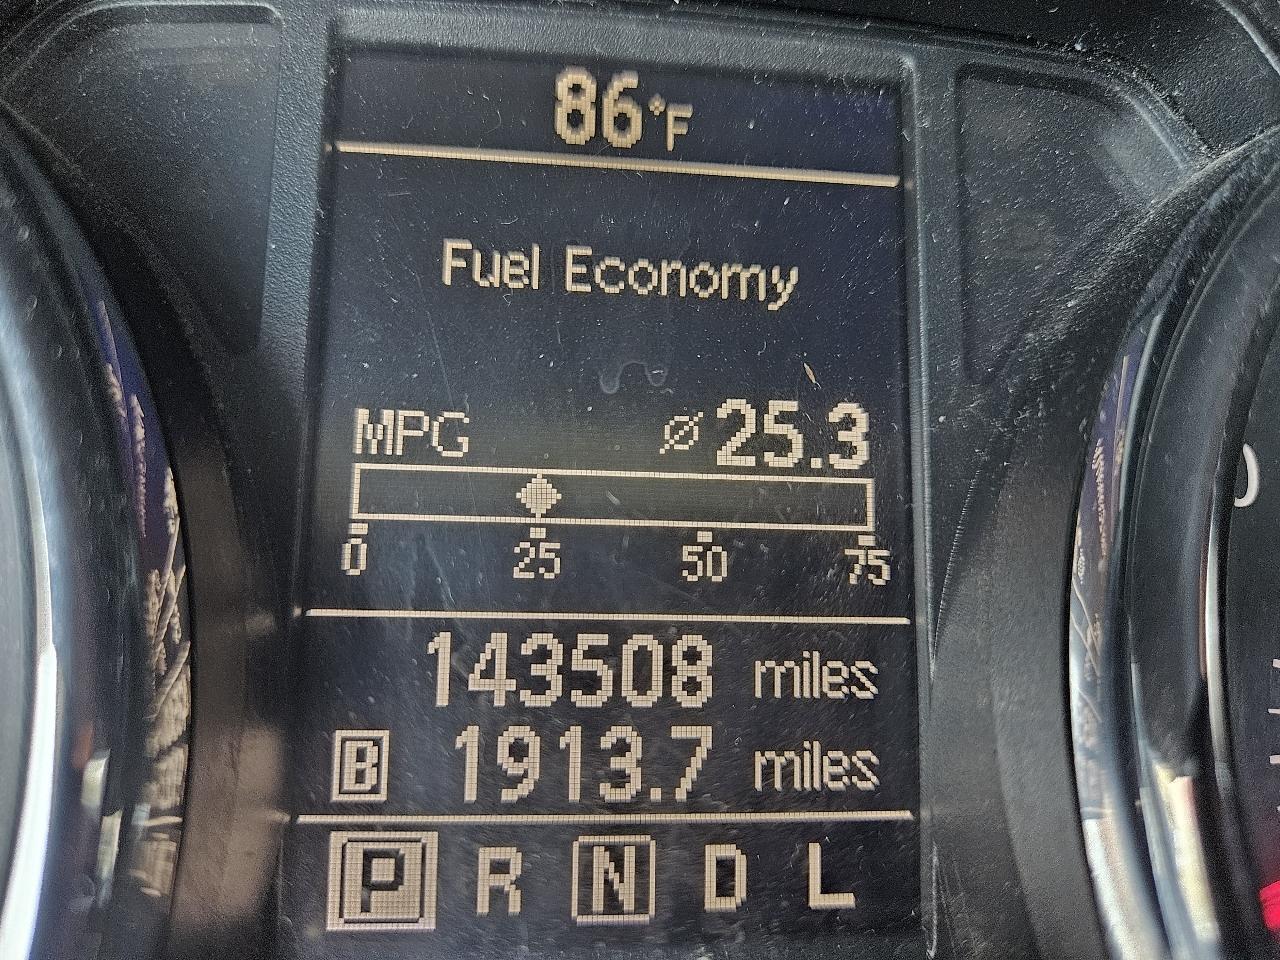 86°F
Fuel Economy
MPG ø 25.3
0 25 50 75
143508 miles
B 1913.7 miles
P R N D L